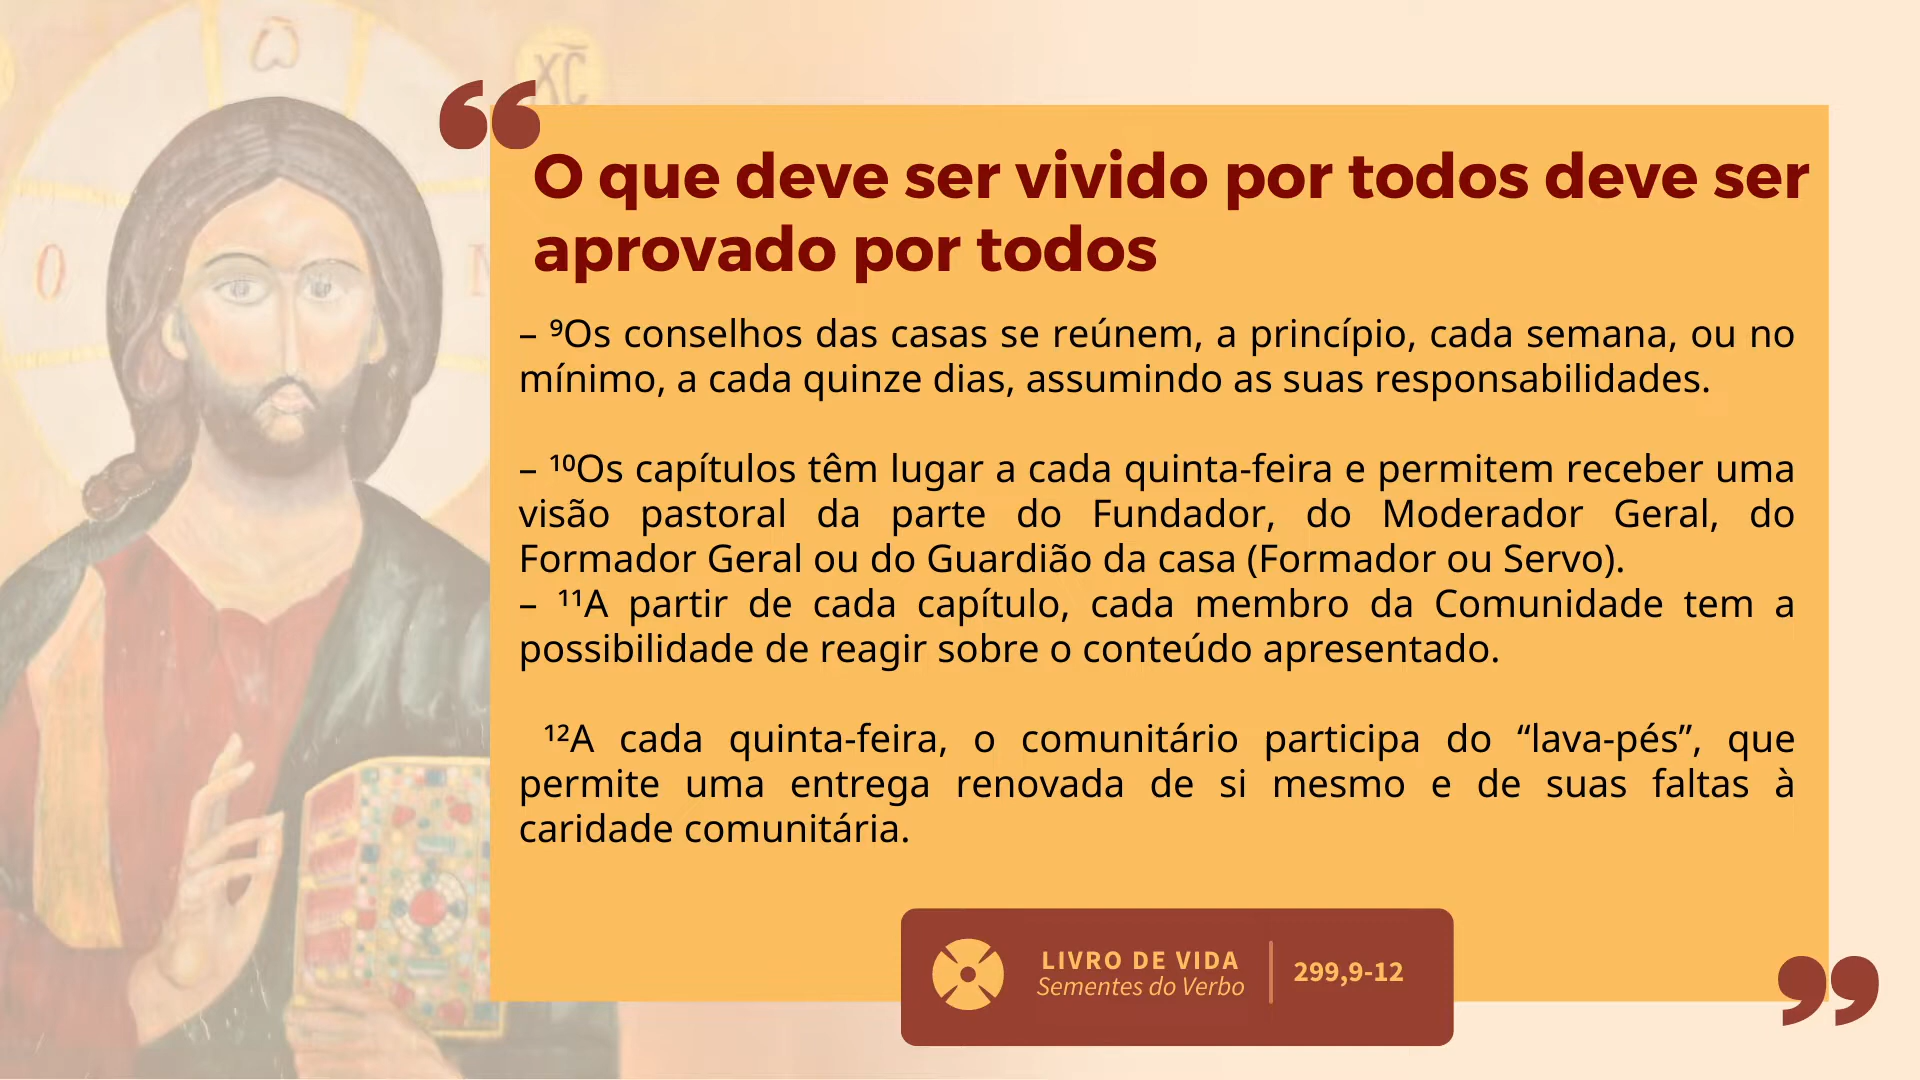 ω
XC
O
“
O que deve ser vivido por todos deve ser
aprovado por todos
– ⁹Os conselhos das casas se reúnem, a princípio, cada semana, ou no
mínimo, a cada quinze dias, assumindo as suas responsabilidades.
– ¹⁰Os capítulos têm lugar a cada quinta-feira e permitem receber uma
visão pastoral da parte do Fundador, do Moderador Geral, do
Formador Geral ou do Guardião da casa (Formador ou Servo).
– ¹¹A partir de cada capítulo, cada membro da Comunidade tem a
possibilidade de reagir sobre o conteúdo apresentado.
¹²A cada quinta-feira, o comunitário participa do “lava-pés”, que
permite uma entrega renovada de si mesmo e de suas faltas à
caridade comunitária.
LIVRO DE VIDA
Sementes do Verbo
299,9-12
”